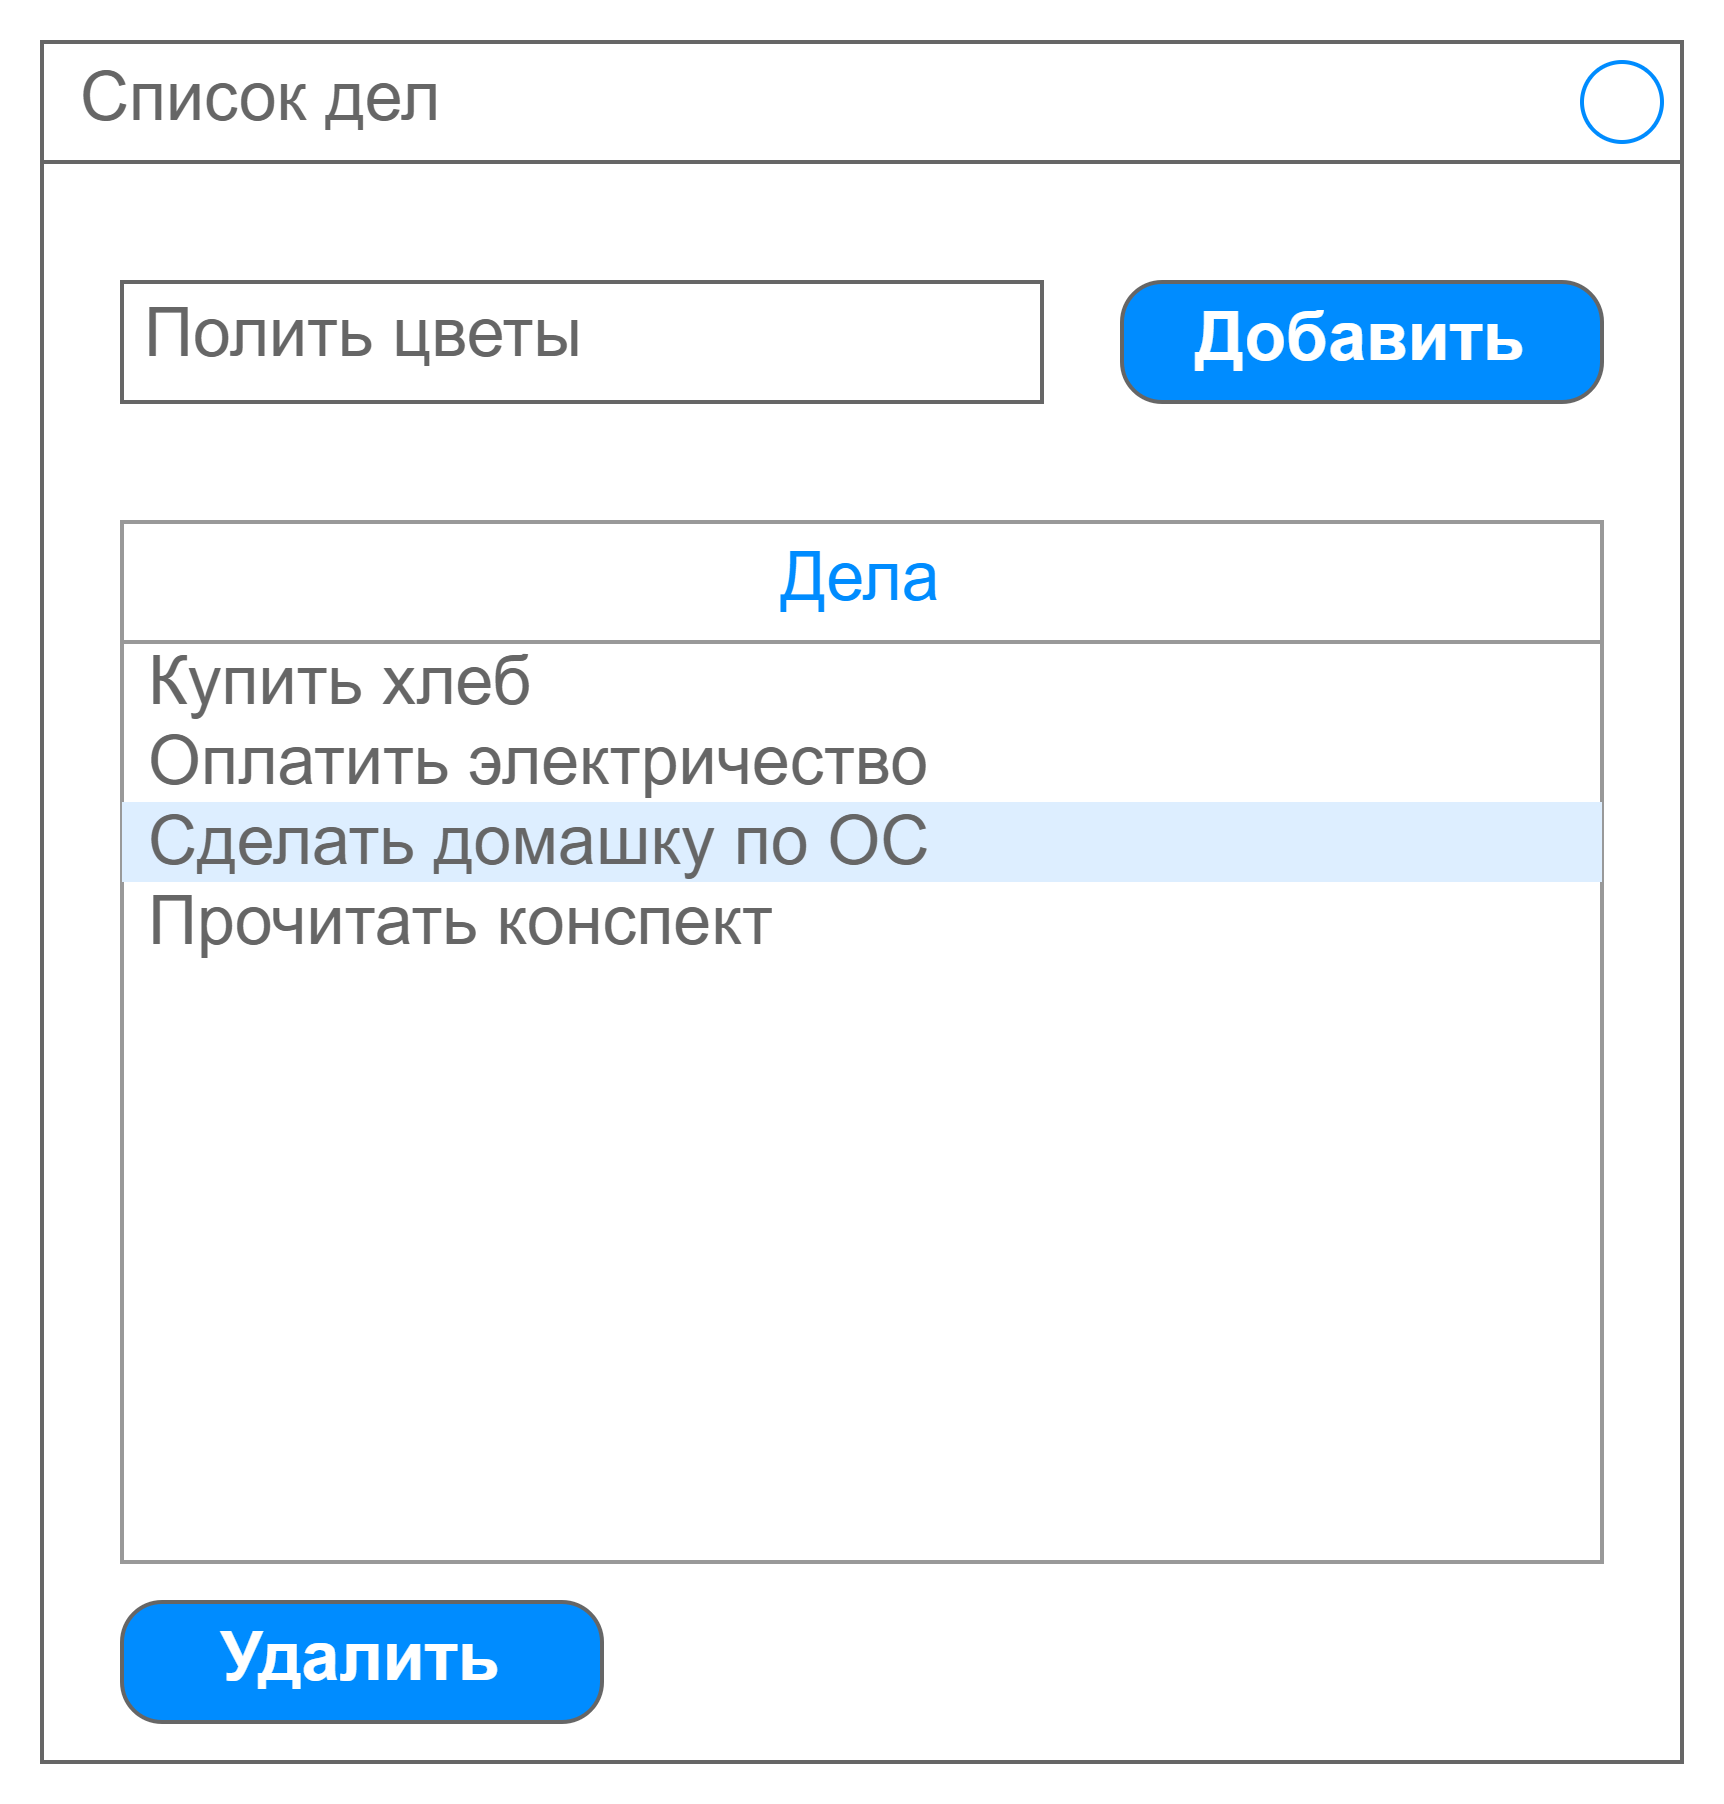 Список дел
Полить цветы
Добавить
Дела
Купить хлеб
Оплатить электричество
Сделать домашку по ОС
Прочитать конспект
Удалить